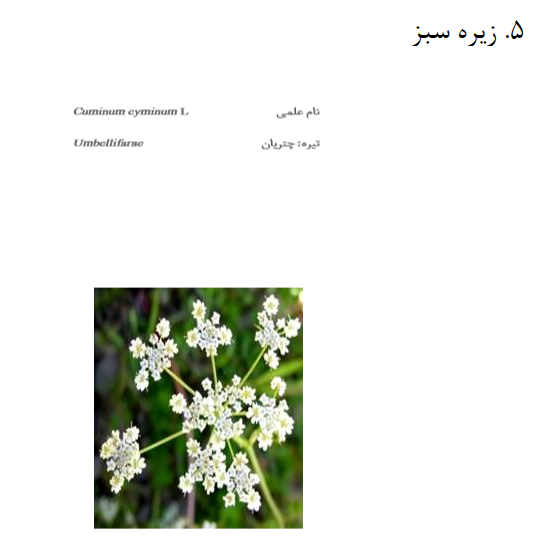 ۵. زیره سبز
نام علمی Cuminum cyminum L
تیره: چتریان Umbellifarae